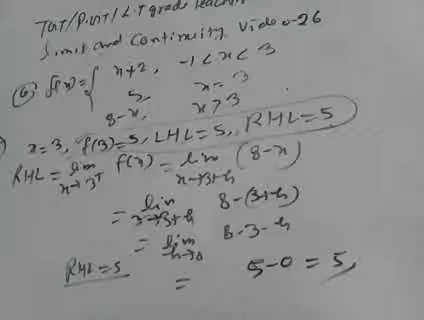 TGT/P.GT/L.T grade teacher
Limit and Continuity Video-26
(6) f(x)= { x+2, -1<x<3
5, x=3
8-x, x>3
x=3, f(3)=5, LHL=5, RHL=5
RHL = lim x→3+ f(x) = lim x→3+h (8-x)
= lim x→3+h 8-(3+h)
= lim h→0 8-3-h
RHL=5 = 5-0=5,